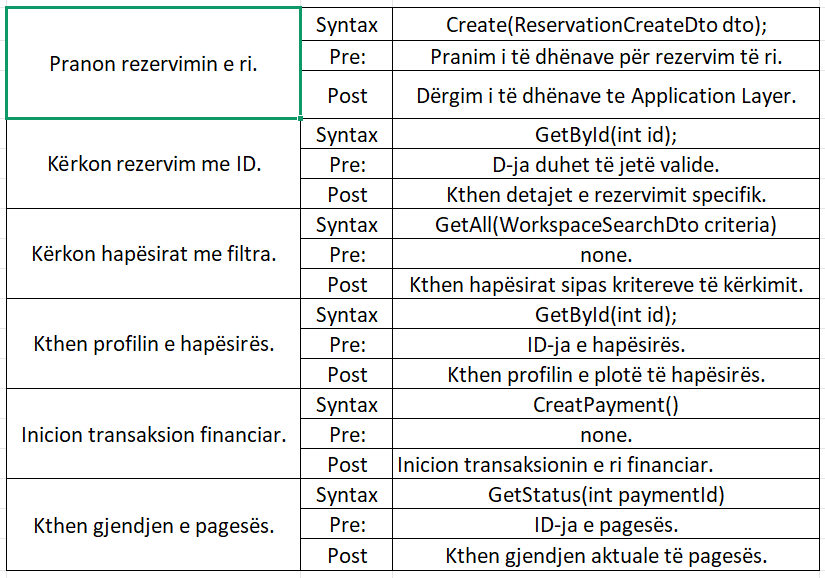 Pranon rezervimin e ri.
Syntax Create(ReservationCreateDto dto);
Pre: Pranim i të dhënave për rezervim të ri.
Post Dërgim i të dhënave te Application Layer.
Kërkon rezervim me ID.
Syntax GetById(int id);
Pre: D-ja duhet të jetë valide.
Post Kthen detajet e rezervimit specifik.
Kërkon hapësirat me filtra.
Syntax GetAll(WorkspaceSearchDto criteria)
Pre: none.
Post Kthen hapësirat sipas kritereve të kërkimit.
Kthen profilin e hapësirës.
Syntax GetById(int id);
Pre: ID-ja e hapësirës.
Post Kthen profilin e plotë të hapësirës.
Inicion transaksion financiar.
Syntax CreatPayment()
Pre: none.
Post Inicion transaksionin e ri financiar.
Kthen gjendjen e pagesës.
Syntax GetStatus(int paymentId)
Pre: ID-ja e pagesës.
Post Kthen gjendjen aktuale të pagesës.